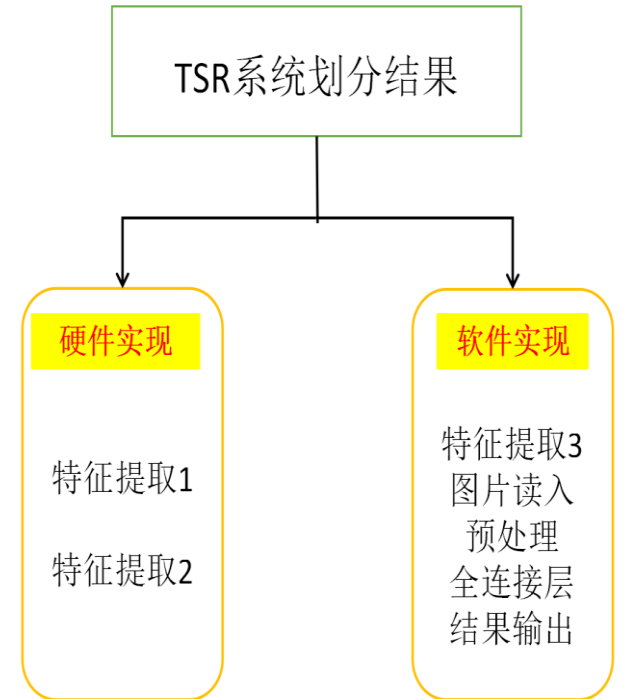 TSR系统划分结果
硬件实现
特征提取1
特征提取2
软件实现
特征提取3
图片读入
预处理
全连接层
结果输出